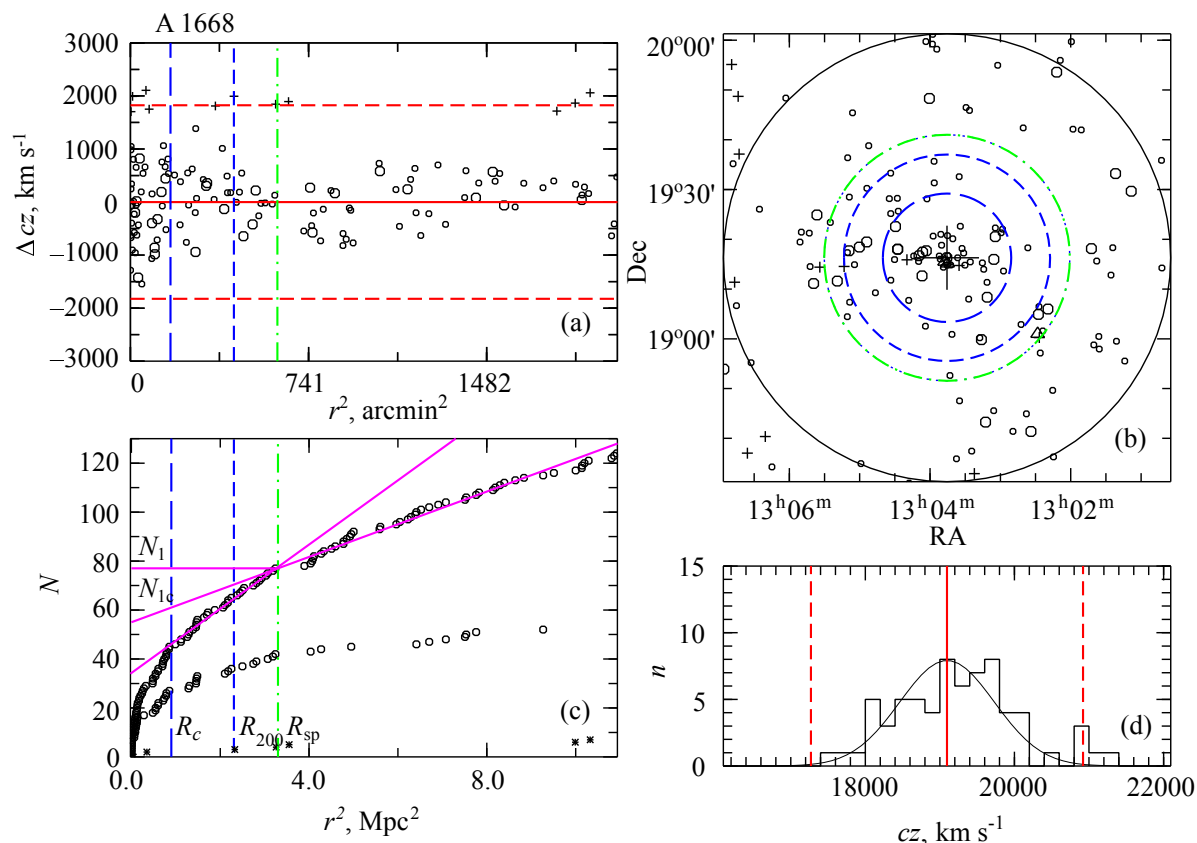 A 1668
3000
2000
1000
0
–1000
–2000
–3000
Δcz, km s⁻¹
(a)
0
741
1482
r², arcmin²
20°00'
19°30'
19°00'
Dec
(b)
13ʰ06ᵐ
13ʰ04ᵐ
13ʰ02ᵐ
RA
120
100
80
60
40
20
0
N
N₁
N₁c
R_c
R₂₀₀
R_sp
(c)
0.0
4.0
8.0
r², Mpc²
15
10
5
0
n
(d)
18000
20000
22000
cz, km s⁻¹